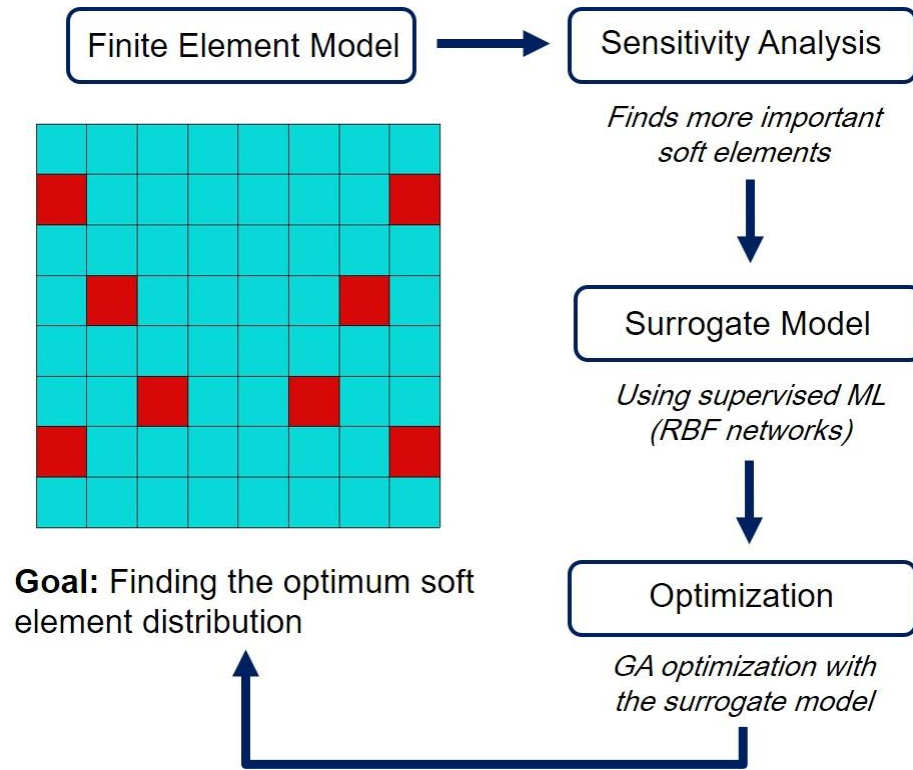 Finite Element Model
Sensitivity Analysis
Finds more important
soft elements
Surrogate Model
Using supervised ML
(RBF networks)
Optimization
GA optimization with
the surrogate model
Goal: Finding the optimum soft
element distribution